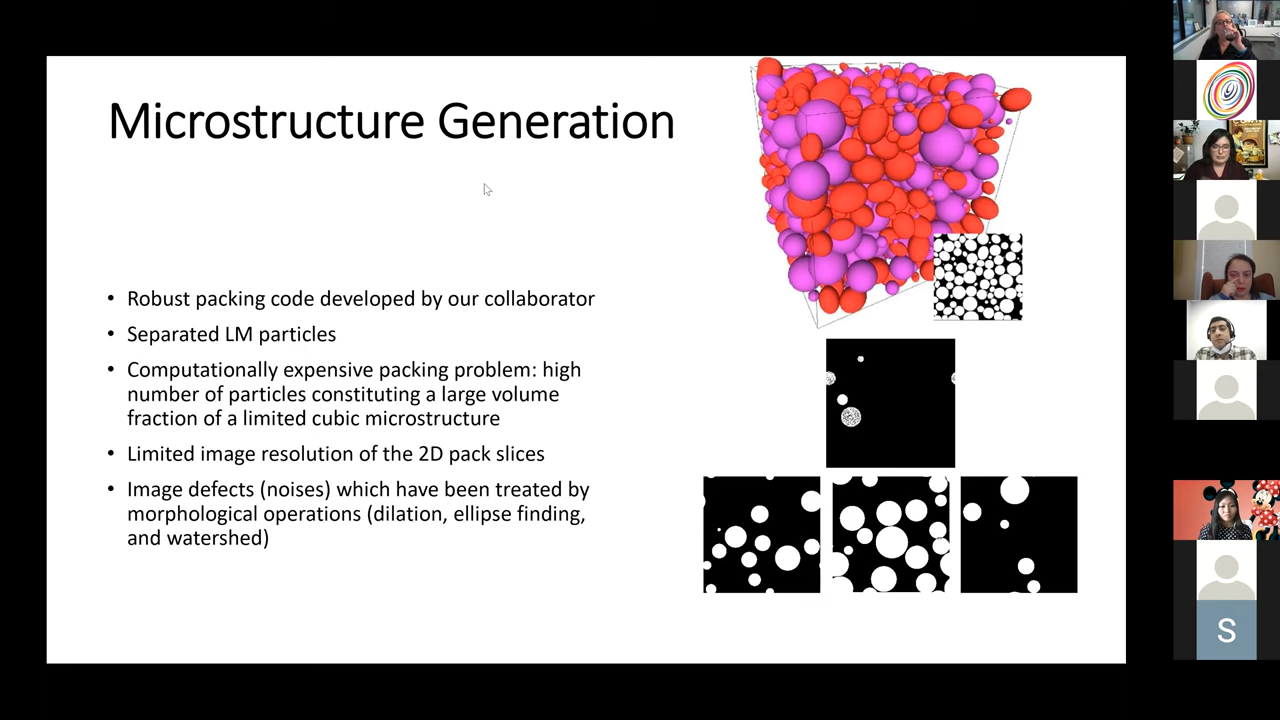 Microstructure Generation
• Robust packing code developed by our collaborator
• Separated LM particles
• Computationally expensive packing problem: high
number of particles constituting a large volume
fraction of a limited cubic microstructure
• Limited image resolution of the 2D pack slices
• Image defects (noises) which have been treated by
morphological operations (dilation, ellipse finding,
and watershed)
S